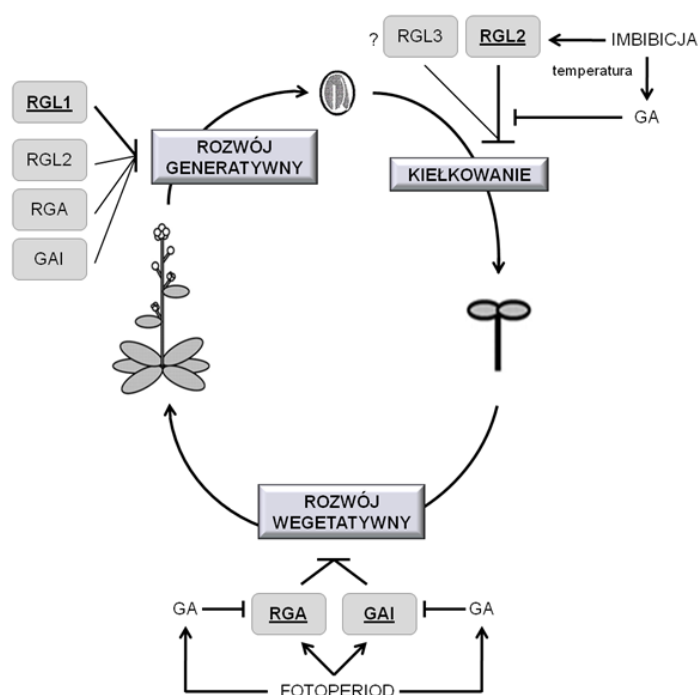 ? RGL3
RGL2
IMBIBICJA
temperatura
GA
RGL1
RGL2
RGA
GAI
ROZWÓJ
GENERATYWNY
KIEŁKOWANIE
ROZWÓJ
WEGETATYWNY
GA
RGA
GAI
GA
FOTOPERIOD